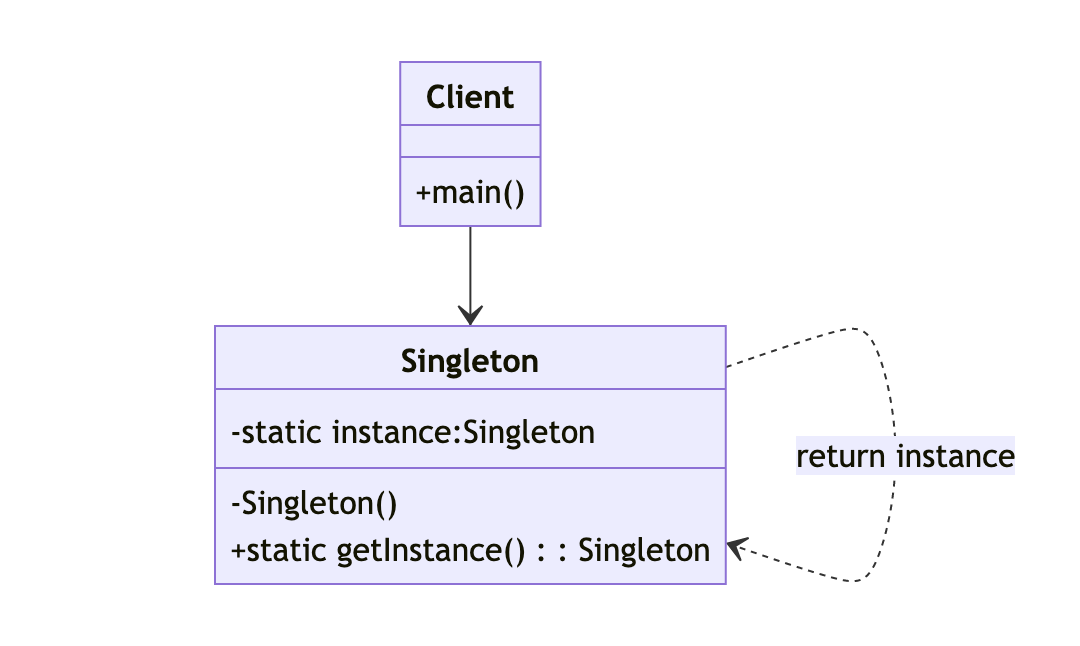 Client
+main()
Singleton
-static instance:Singleton
return instance
-Singleton()
+static getInstance() : : Singleton